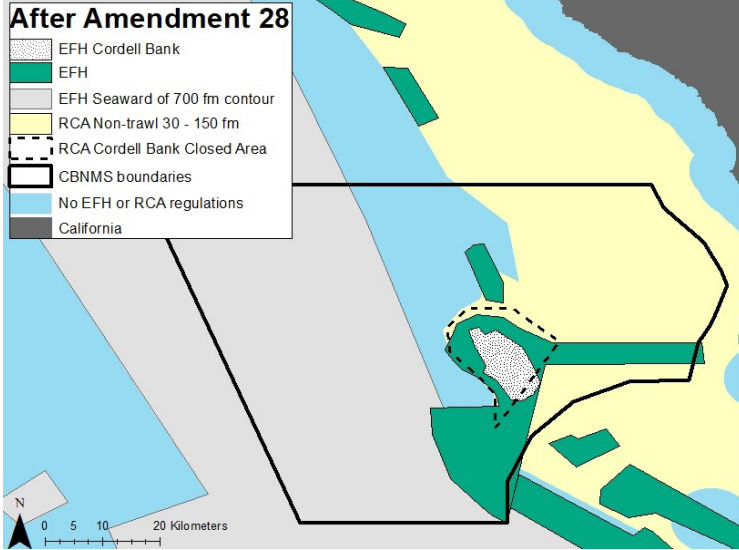 After Amendment 28
EFH Cordell Bank
EFH
EFH Seaward of 700 fm contour
RCA Non-trawl 30 - 150 fm
RCA Cordell Bank Closed Area
CBNMS boundaries
No EFH or RCA regulations
California
N
0 5 10 20 Kilometers